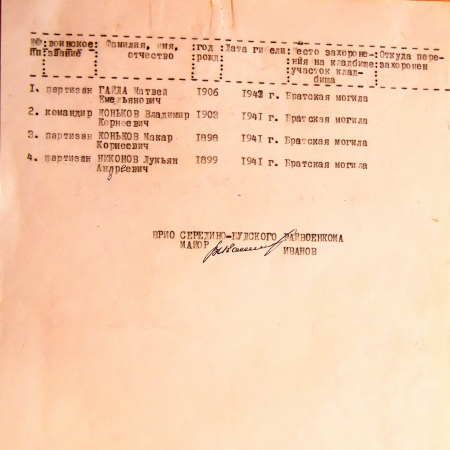 №№:воинское: Фамилия, имя, :год :Дата гибели:Место захороне-:Откуда пере-
пп:звание : отчество :рожд: :ния на кладбище:захоронен
: : : : :участок клад-:
: : : : : бища :
1. партизан ГАЙДА Матвей 1906 1942 г. Братская могила
Емельянович
2. командир КОНЬКОВ Владимир 1903 1941 г. Братская могила
Корнеевич
3. партизан КОНЬКОВ Макар 1898 1941 г. Братская могила
Корнеевич
4. партизан НИКОНОВ Лукьян 1899 1941 г. Братская могила
Андреевич
ВРИО СЕРЕДИНО-БУДСКОГО РАЙВОЕНКОМА
МАЙОР ИВАНОВ